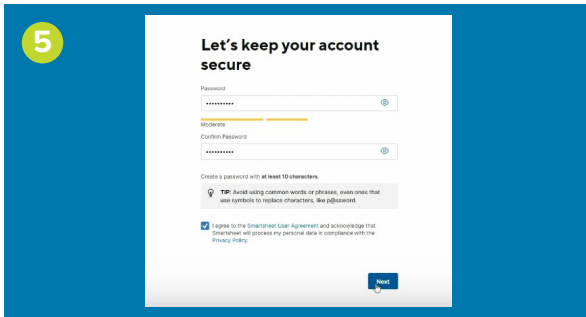 5
Let's keep your account
secure
Password
••••••••••
Moderate
Confirm Password
••••••••••
Create a password with at least 10 characters.
TIP: Avoid using common words or phrases, even ones that
use symbols to replace characters, like p@ssword.
I agree to the Smartsheet User Agreement and acknowledge that
Smartsheet will process my personal data in compliance with the
Privacy Policy.
Next